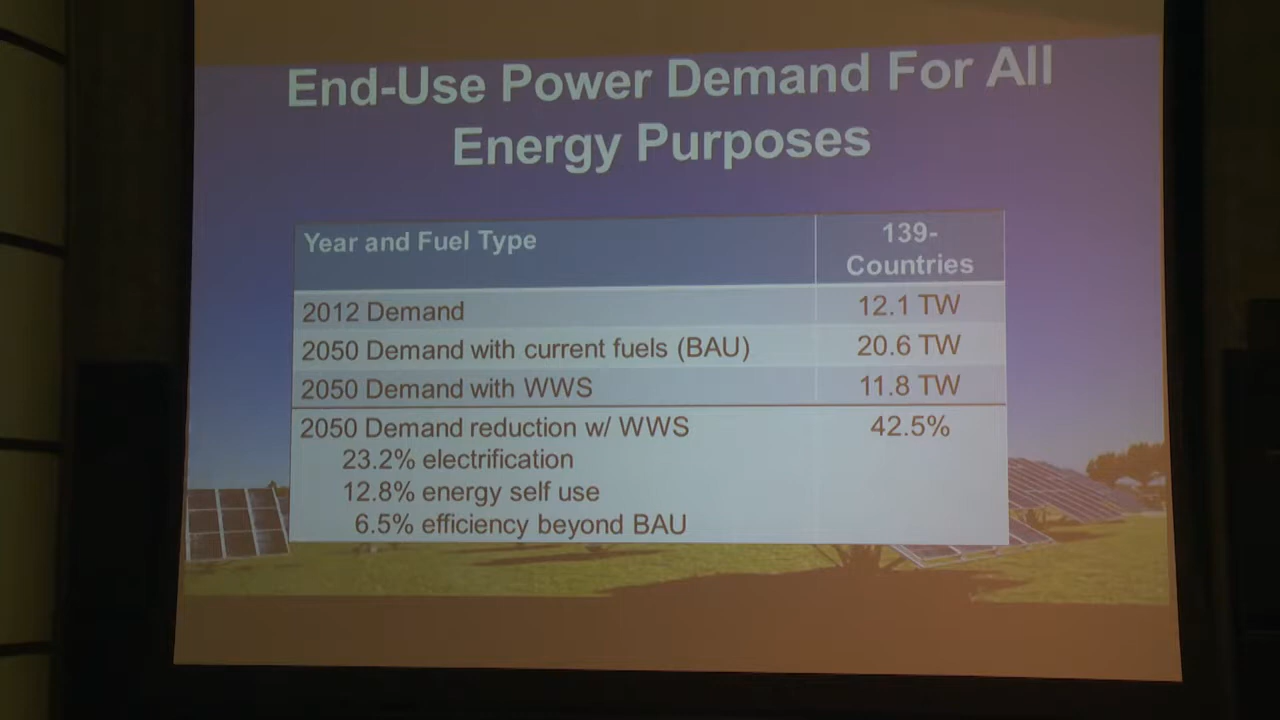 End-Use Power Demand For All
Energy Purposes
Year and Fuel Type
139-
Countries
2012 Demand
12.1 TW
2050 Demand with current fuels (BAU)
20.6 TW
2050 Demand with WWS
11.8 TW
2050 Demand reduction w/ WWS
42.5%
23.2% electrification
12.8% energy self use
6.5% efficiency beyond BAU